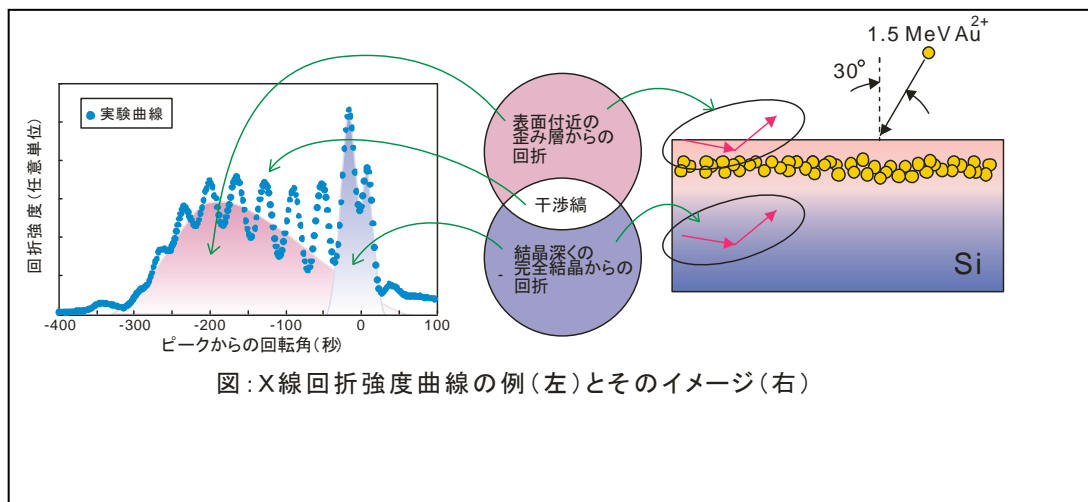 実験曲線
回折強度(任意単位)
-400 -300 -200 -100 0 100
ピークからの回転角(秒)
表面付近の
歪み層からの
回折
干渉縞
結晶深くの
- 完全結晶からの
回折
1.5 MeV Au2+
30°
Si
図:X線回折強度曲線の例(左)とそのイメージ(右)